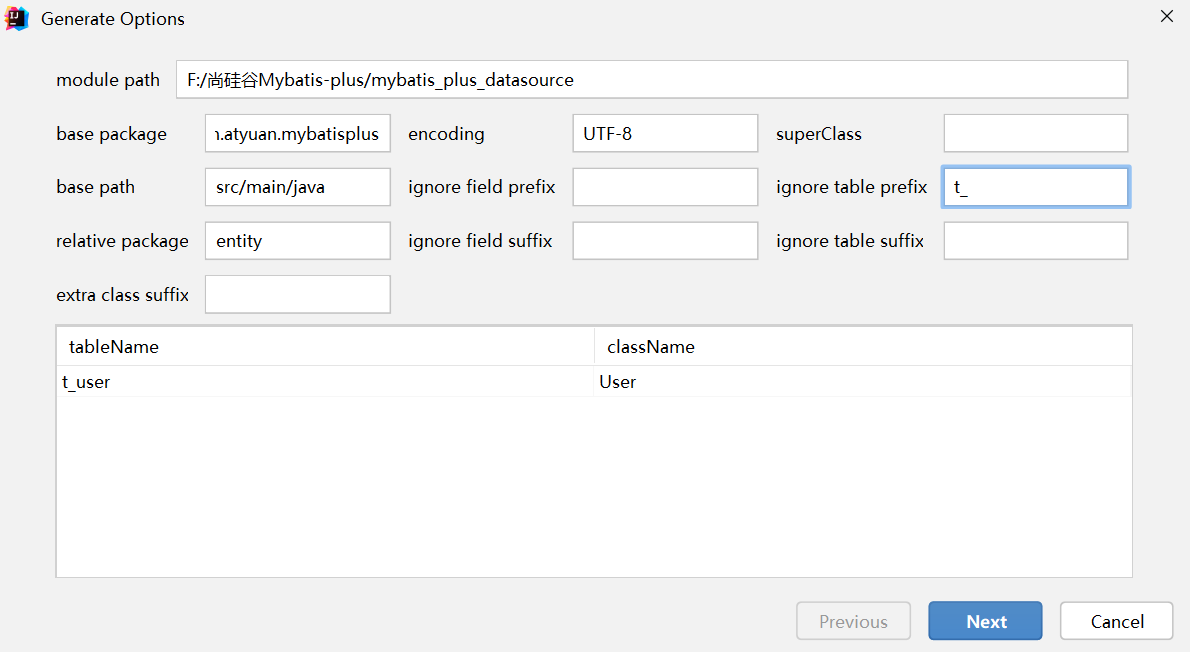 Generate Options
module path F:/尚硅谷Mybatis-plus/mybatis_plus_datasource
base package .atyuan.mybatisplus encoding UTF-8 superClass
base path src/main/java ignore field prefix ignore table prefix t_
relative package entity ignore field suffix ignore table suffix
extra class suffix
tableName className
t_user User
Previous Next Cancel